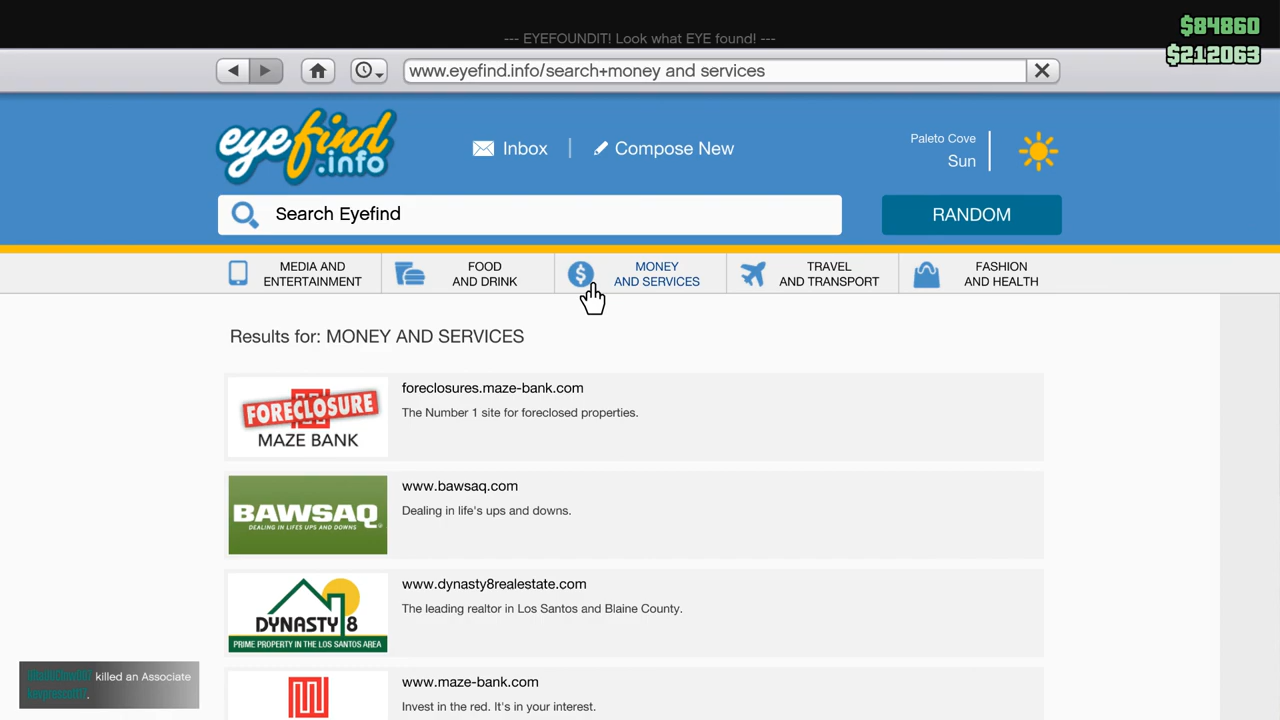 $84860
--- EYEFOUNDIT! Look what EYE found! ---
$212063
www.eyefind.info/search+money and services
eyefind
.info
Inbox
Compose New
Paleto Cove
Sun
Search Eyefind
RANDOM
MEDIA AND
ENTERTAINMENT
FOOD
AND DRINK
MONEY
AND SERVICES
TRAVEL
AND TRANSPORT
FASHION
AND HEALTH
Results for: MONEY AND SERVICES
FORECLOSURE
MAZE BANK
foreclosures.maze-bank.com
The Number 1 site for foreclosed properties.
BAWSAQ
DEALING IN LIFES UPS AND DOWNS
www.bawsaq.com
Dealing in life's ups and downs.
DYNASTY 8
PRIME PROPERTY IN THE LOS SANTOS AREA
www.dynasty8realestate.com
The leading realtor in Los Santos and Blaine County.
www.maze-bank.com
Invest in the red. It's in your interest.
killed an Associate